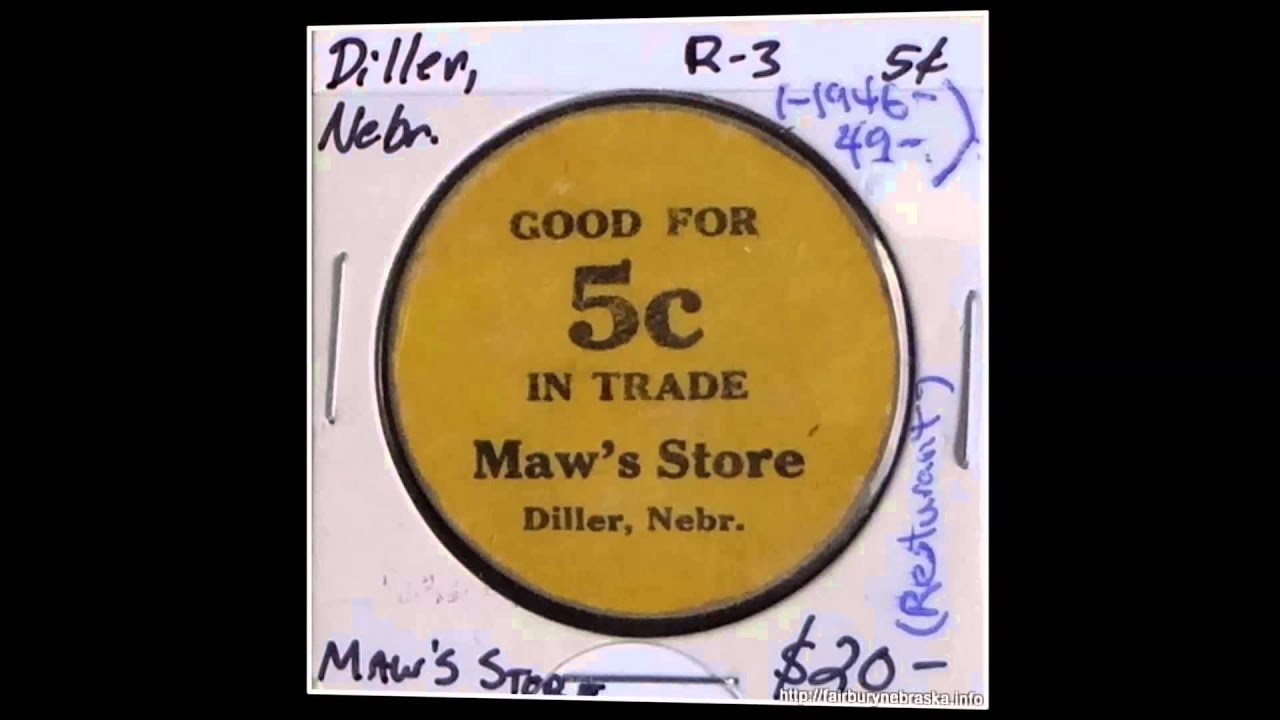 Diller, R-3 5¢
Nebr. (-1946-
49-)
GOOD FOR
5c
IN TRADE
Maw's Store
Diller, Nebr.
(Resturant)
MAW'S STORE $20-
http://fairburynebraska.info